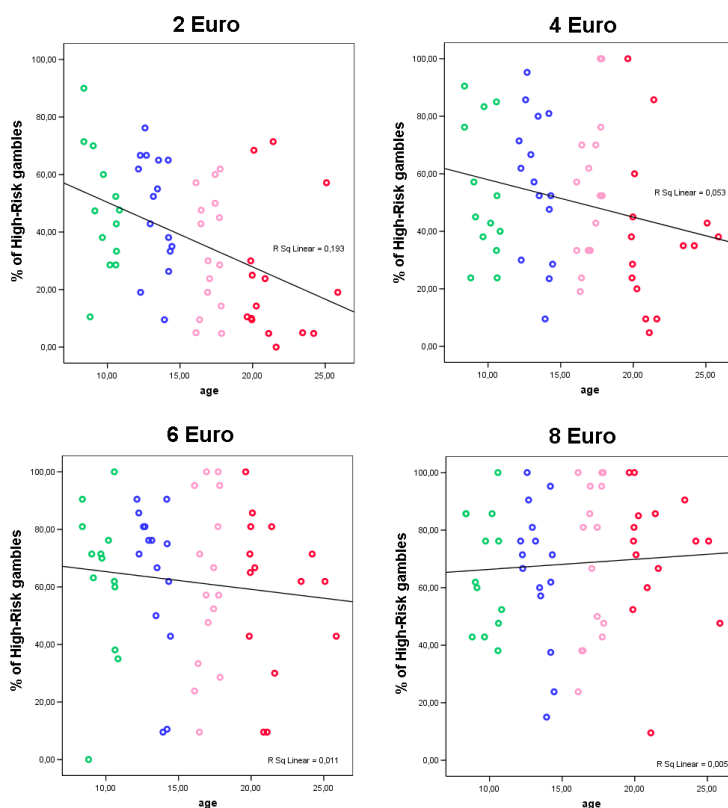 2 Euro
% of High-Risk gambles
100,00
80,00
60,00
40,00
20,00
0,00
R Sq Linear = 0,193
10,00 15,00 20,00 25,00
age
4 Euro
% of High-Risk gambles
100,00
80,00
60,00
40,00
20,00
0,00
R Sq Linear = 0,053
10,00 15,00 20,00 25,00
age
6 Euro
% of High-Risk gambles
100,00
80,00
60,00
40,00
20,00
0,00
R Sq Linear = 0,011
10,00 15,00 20,00 25,00
age
8 Euro
% of High-Risk gambles
100,00
80,00
60,00
40,00
20,00
0,00
R Sq Linear = 0,005
10,00 15,00 20,00 25,00
age